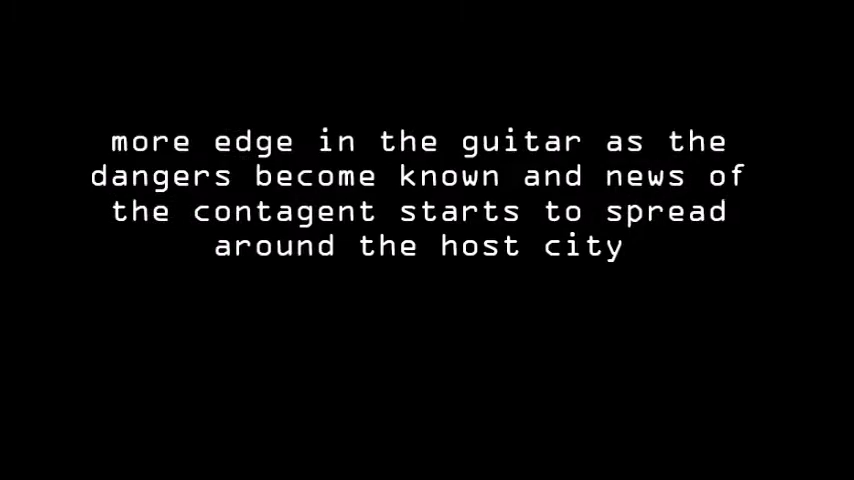 more edge in the guitar as the
dangers become known and news of
the contagent starts to spread
around the host city